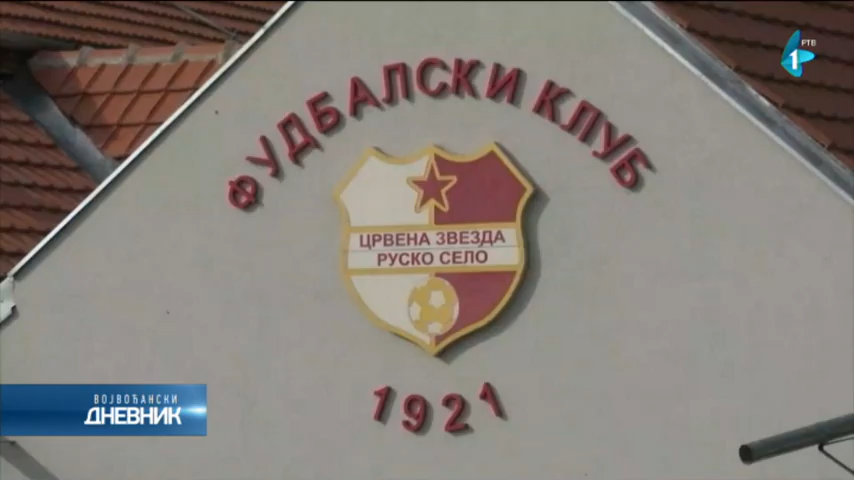 РТВ
1
ФУДБАЛСКИ КЛУБ
ЦРВЕНА ЗВЕЗДА
РУСКО СЕЛО
1921
ВОЈВОЂАНСКИ
ДНЕВНИК